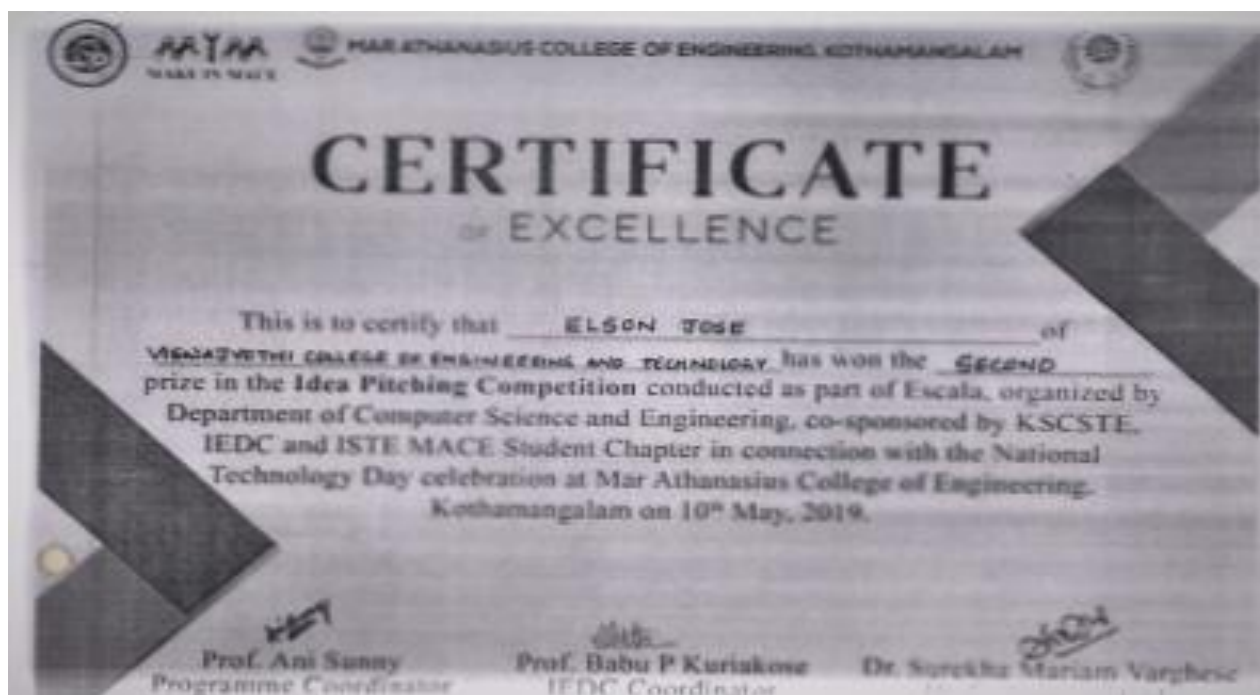 MAKE IN MACE
MAR ATHANASIUS COLLEGE OF ENGINEERING, KOTHAMANGALAM
CERTIFICATE
OF EXCELLENCE
This is to certify that ELSON JOSE of
VISWAJYOTHI COLLEGE OF ENGINEERING AND TECHNOLOGY has won the SECOND
prize in the Idea Pitching Competition conducted as part of Escala, organized by
Department of Computer Science and Engineering, co-sponsored by KSCSTE,
IEDC and ISTE MACE Student Chapter in connection with the National
Technology Day celebration at Mar Athanasius College of Engineering,
Kothamangalam on 10th May, 2019.
Prof. Ani Sunny Prof. Babu P Kuriakose Dr. Surekha Mariam Varghese
Programme Coordinator IEDC Coordinator